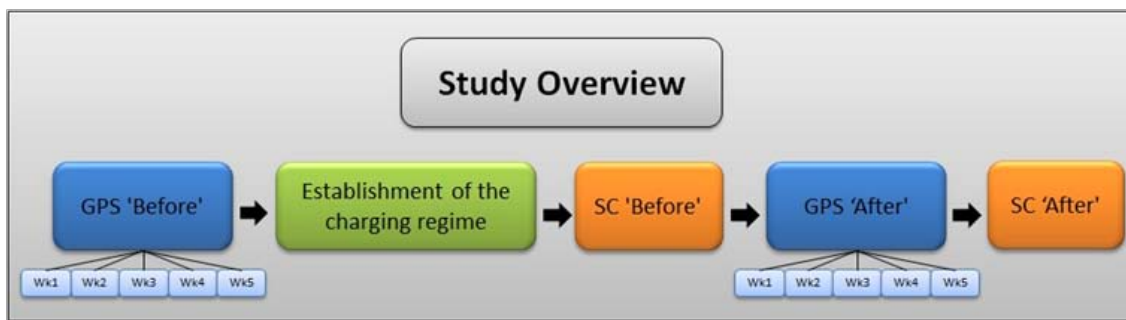 Study Overview
GPS 'Before'
Establishment of the
charging regime
SC 'Before'
GPS ‘After'
SC ‘After'
Wk1 Wk2 Wk3 Wk4 Wk5
Wk1 Wk2 Wk3 Wk4 Wk5